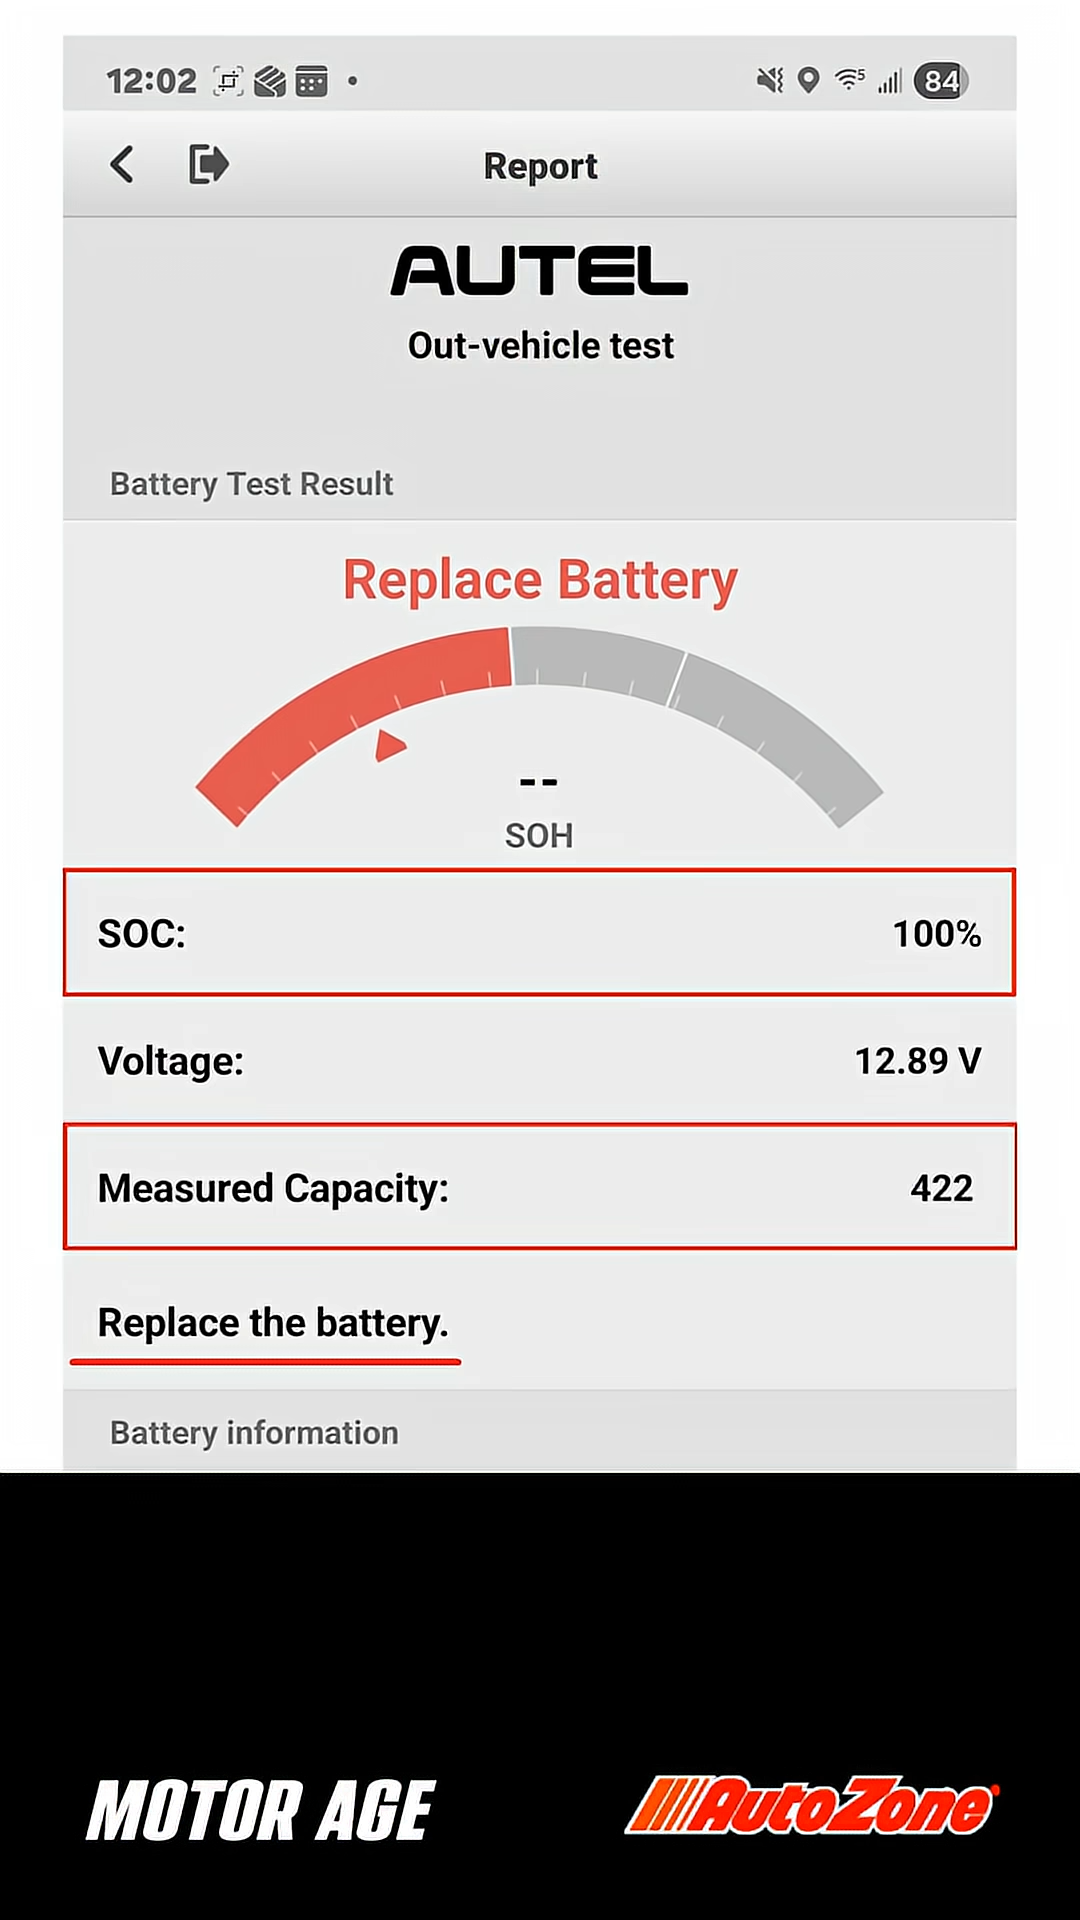 12:02
5
84
Report
AUTEL
Out-vehicle test
Battery Test Result
Replace Battery
--
SOH
SOC: 100%
Voltage: 12.89 V
Measured Capacity: 422
Replace the battery.
Battery information
MOTOR AGE
AutoZone